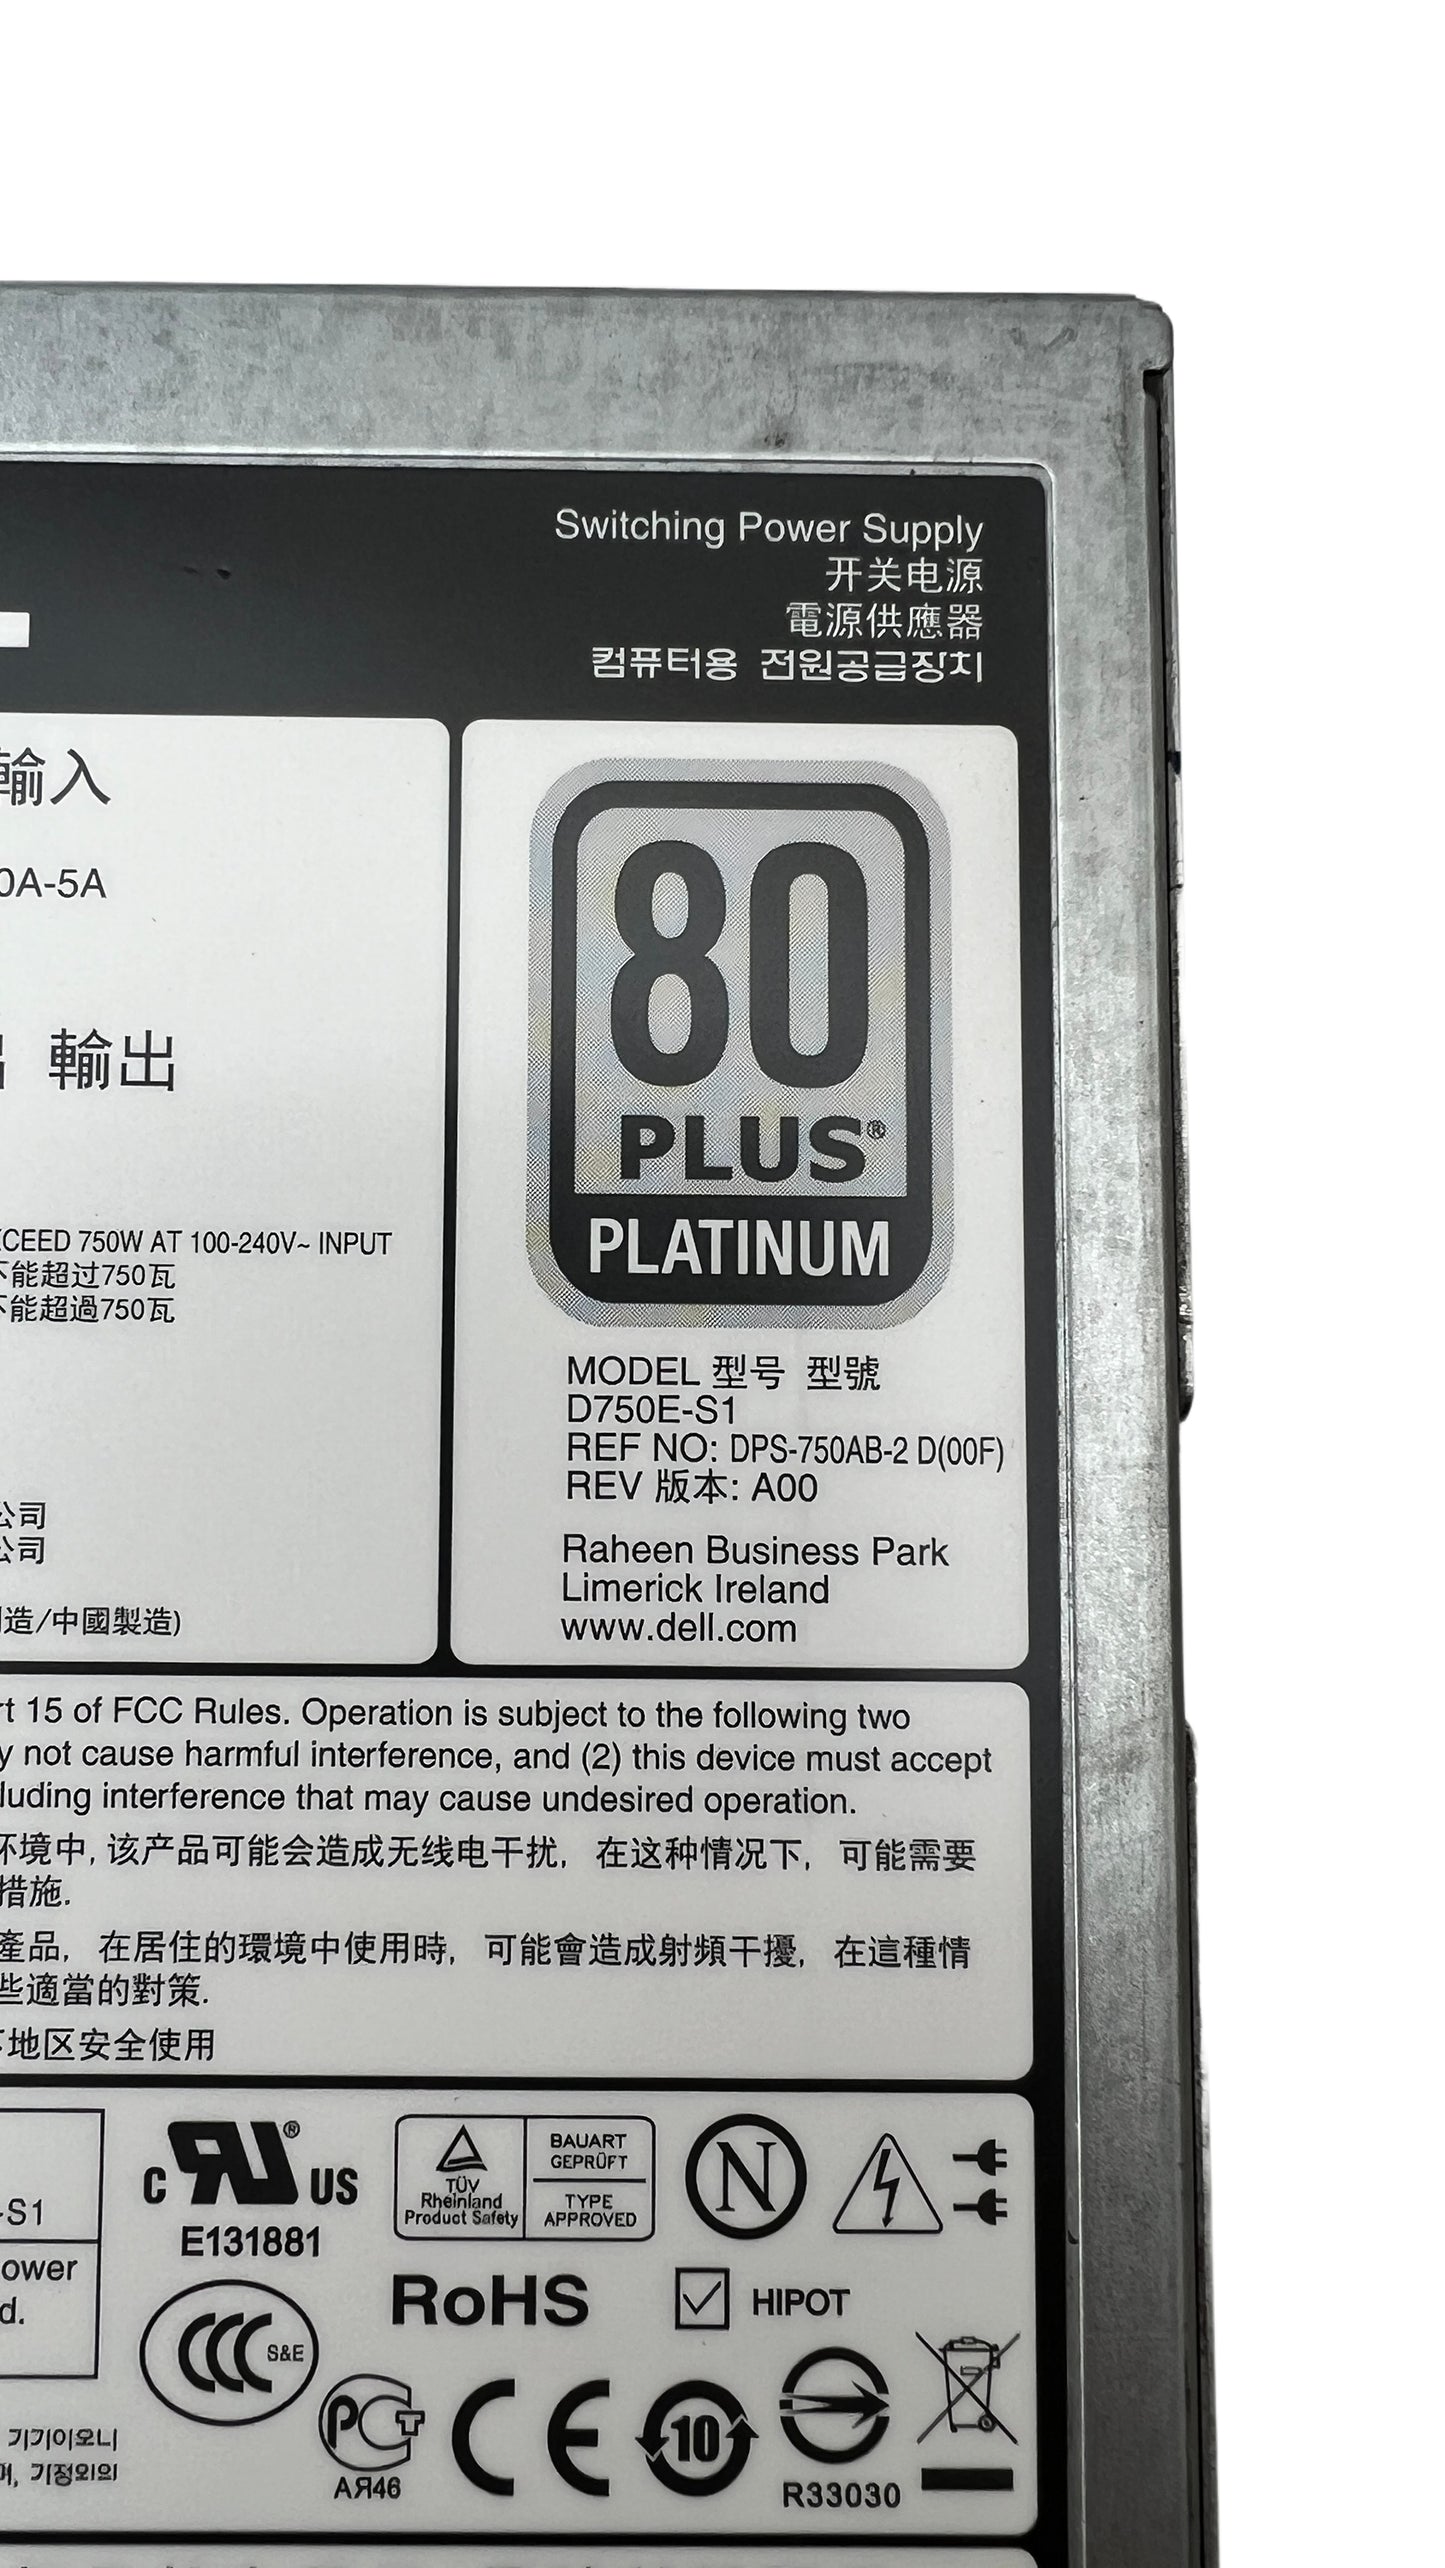 Switching Power Supply
开关电源
電源供應器
컴퓨터용 전원공급장치
輸入
0A-5A
輸出
CEED 750W AT 100-240V~ INPUT
不能超过750瓦
不能超過750瓦
公司
公司
造/中國製造)
80
PLUS®
PLATINUM
MODEL 型号 型號
D750E-S1
REF NO: DPS-750AB-2 D(00F)
REV 版本: A00
Raheen Business Park
Limerick Ireland
www.dell.com
rt 15 of FCC Rules. Operation is subject to the following two
y not cause harmful interference, and (2) this device must accept
luding interference that may cause undesired operation.
环境中, 该产品可能会造成无线电干扰, 在这种情况下, 可能需要
措施.
產品, 在居住的環境中使用時, 可能會造成射頻干擾, 在這種情
些適當的對策.
地区安全使用
-S1
ower
d.
기기이오니
며, 가정외의
C RU® US
E131881
TÜV
Rheinland
Product Safety
BAUART
GEPRÜFT
TYPE
APPROVED
N
RoHS
HIPOT
CCC S&E
PCT
AЯ46
CE
10
R33030